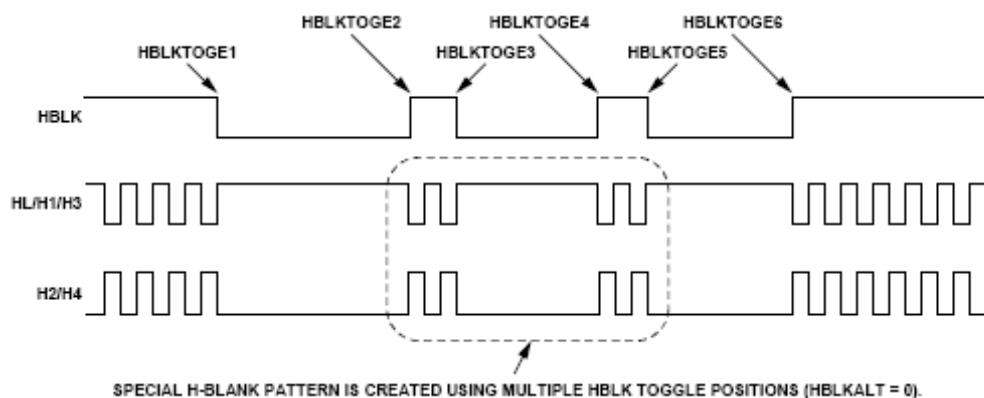 HBLKTOGE2
HBLKTOGE4
HBLKTOGE6
HBLKTOGE1
HBLKTOGE3
HBLKTOGE5
HBLK
HL/H1/H3
H2/H4
SPECIAL H-BLANK PATTERN IS CREATED USING MULTIPLE HBLK TOGGLE POSITIONS (HBLKALT = 0).